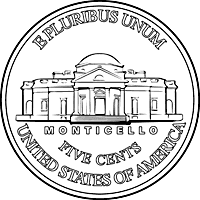 E PLURIBUS UNUM
MONTICELLO
FIVE CENTS
UNITED STATES OF AMERICA